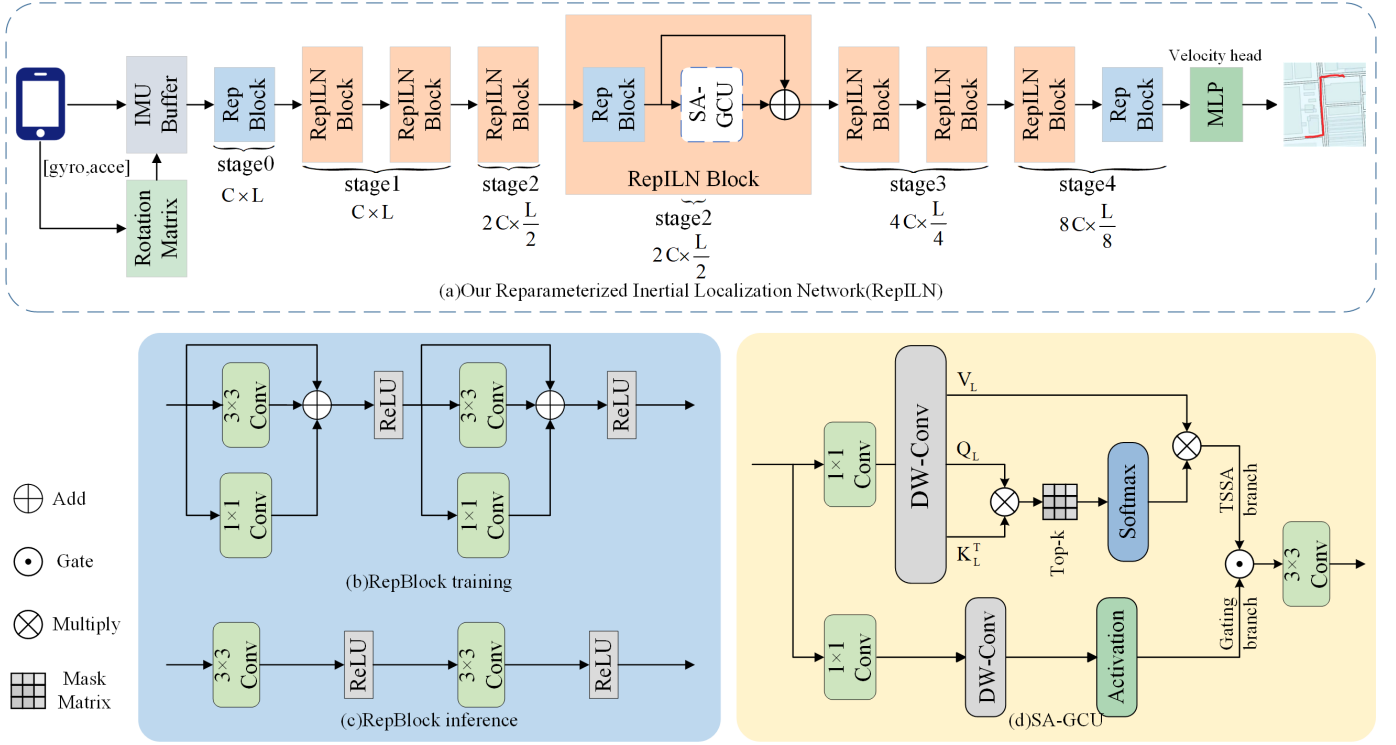 [gyro,acce]
IMU
Buffer
Rotation
Matrix
Rep
Block
stage0
C×L
RepILN
Block
RepILN
Block
stage1
C×L
RepILN
Block
stage2
2C×L/2
Rep
Block
SA-
GCU
RepILN Block
stage2
2C×L/2
RepILN
Block
RepILN
Block
stage3
4C×L/4
RepILN
Block
Rep
Block
stage4
8C×L/8
Velocity head
MLP
(a)Our Reparameterized Inertial Localization Network(RepILN)
Add
Gate
Multiply
Mask
Matrix
3×3
Conv
1×1
Conv
ReLU
3×3
Conv
1×1
Conv
ReLU
(b)RepBlock training
3×3
Conv
ReLU
3×3
Conv
ReLU
(c)RepBlock inference
1×1
Conv
DW-Conv
V_L
Q_L
K_L^T
Top-k
Softmax
TSSA
branch
1×1
Conv
DW-Conv
Activation
Gating
branch
3×3
Conv
(d)SA-GCU